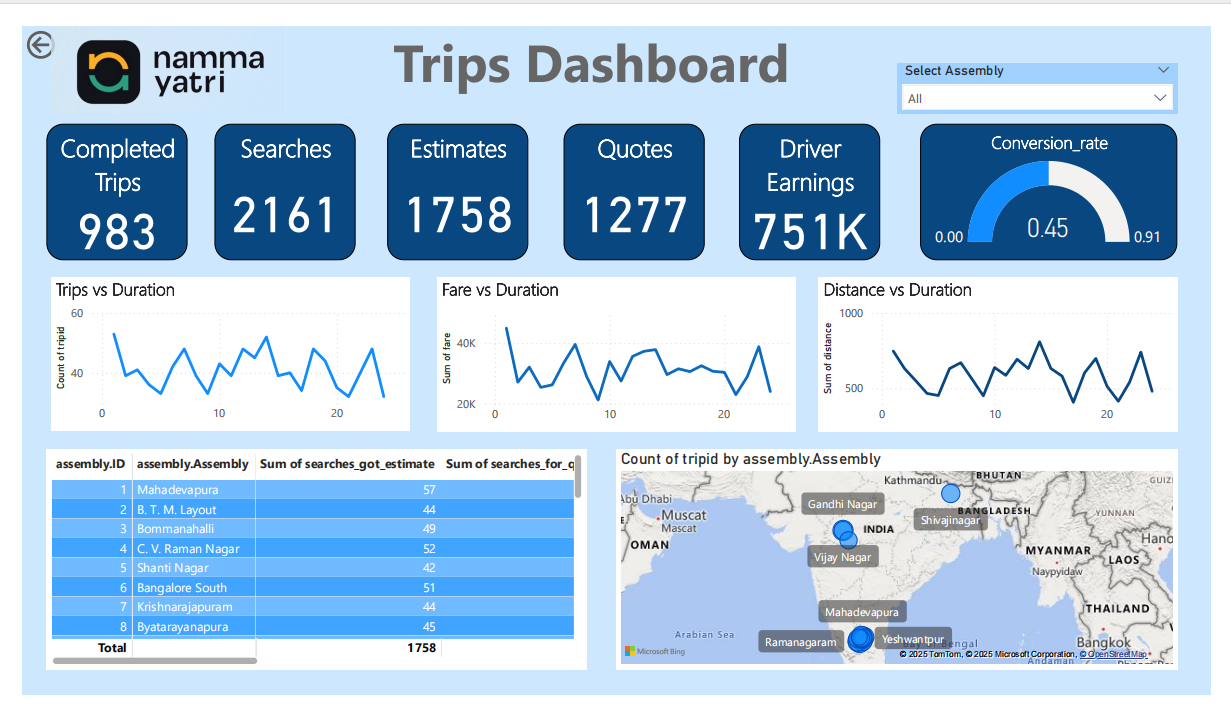 namma
yatri
Trips Dashboard
Select Assembly
All
Completed
Trips
983
Searches
2161
Estimates
1758
Quotes
1277
Driver
Earnings
751K
Conversion_rate
0.45
0.00
0.91
Trips vs Duration
Count of tripid
60
40
0 10 20
Fare vs Duration
Sum of fare
40K
20K
0 10 20
Distance vs Duration
Sum of distance
1000
500
0 10 20
assembly.ID assembly.Assembly Sum of searches_got_estimate Sum of searches_for_q
1 Mahadevapura 57
2 B. T. M. Layout 44
3 Bommanahalli 49
4 C. V. Raman Nagar 52
5 Shanti Nagar 42
6 Bangalore South 51
7 Krishnarajapuram 44
8 Byatarayanapura 45
Total 1758
Count of tripid by assembly.Assembly
Kathmandu
BHUTAN
GUIZ
Abu Dhabi
Gandhi Nagar
Muscat
Mascat
Shivajinagar
BANGLADESH
YUNNAN
INDIA
OMAN
Vijay Nagar
MYANMAR
Hano
LAOS
Naypyidaw
Mahadevapura
THAILAND
Arabian Sea
Ramanagaram
Yeshwantpur
Bay of Bengal
Bangkok
Microsoft Bing
© 2025 TomTom, © 2025 Microsoft Corporation, © OpenStreetMap
Andaman